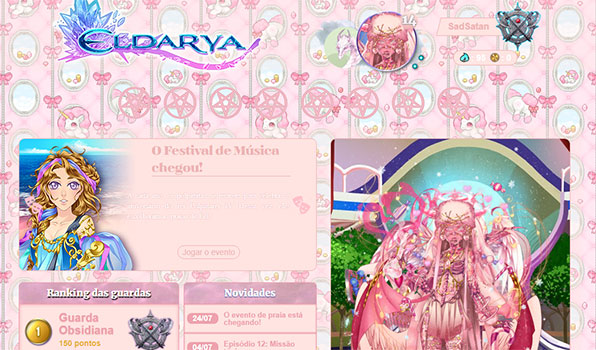 ELDARYA
14
SadSatan
O Festival de Música
chegou!
Jogar o evento
Ranking das guardas
Novidades
1
Guarda
Obsidiana
150 pontos
24/07 O evento de praia está
chegando!
04/07 Episódio 12: Missão